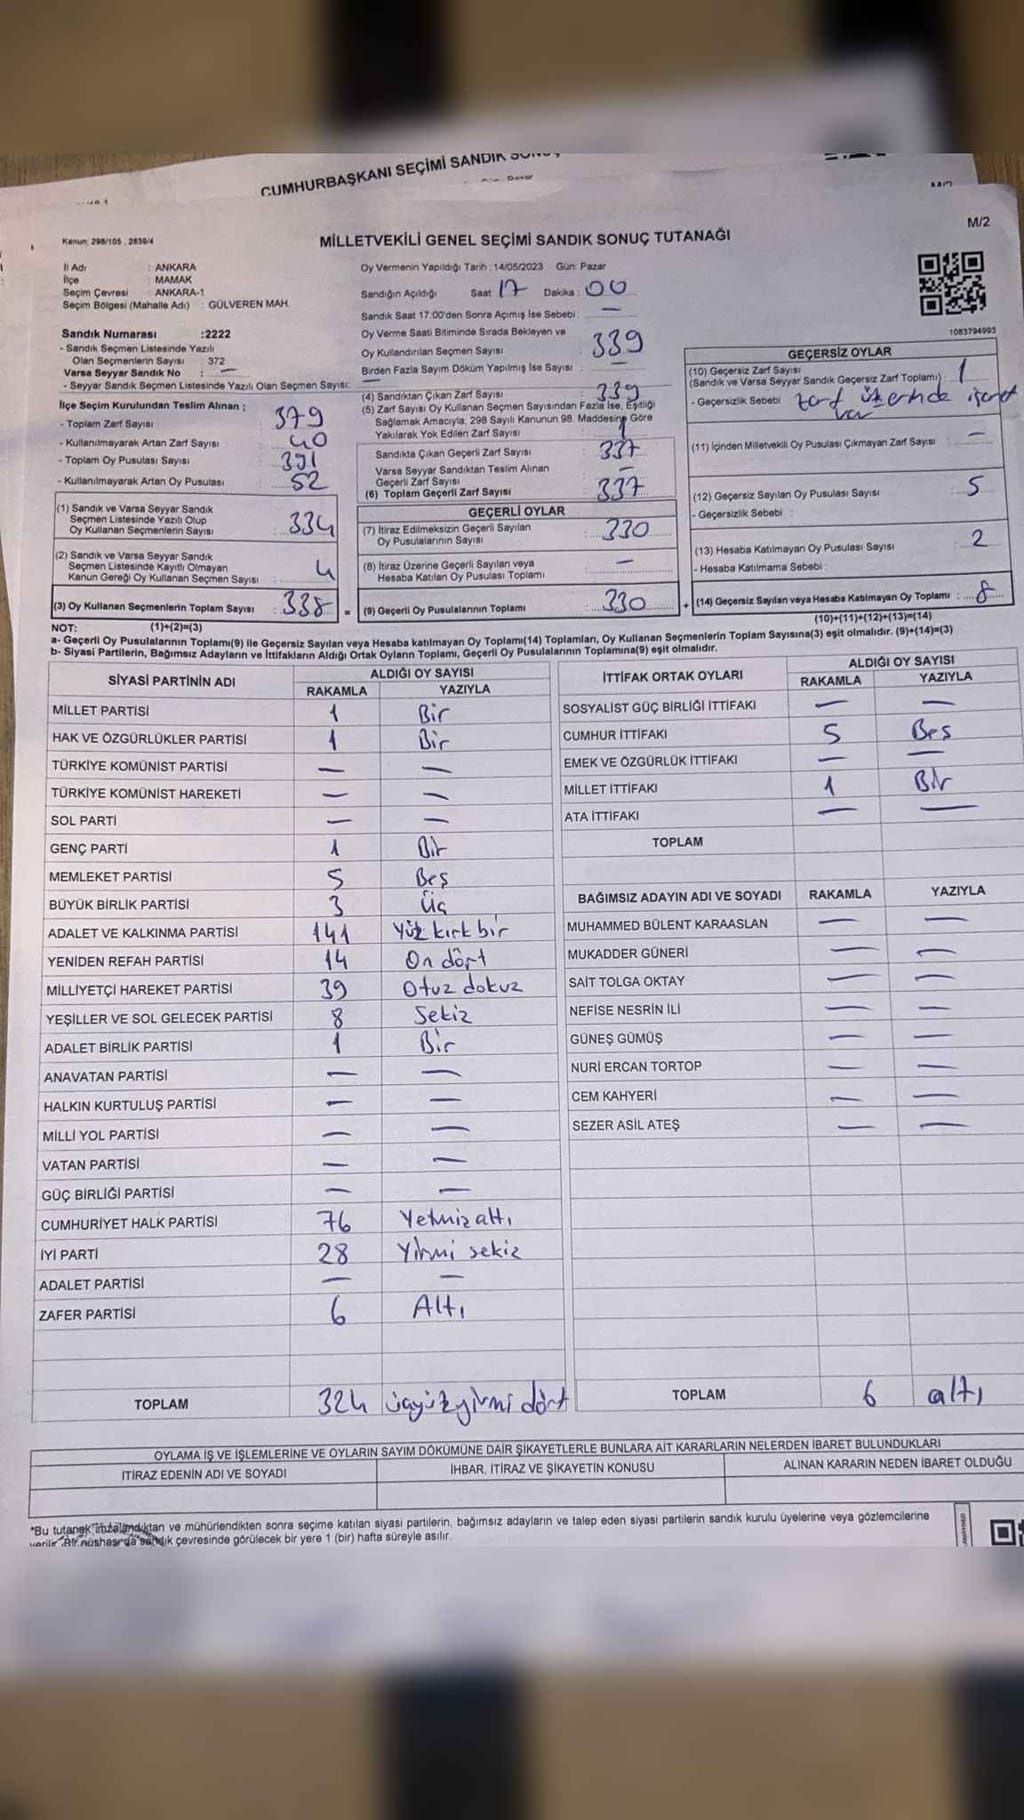 CUMHURBAŞKANI SEÇİMİ SANDIK
M/2
Kanun: 298/105 , 2839/4
MİLLETVEKİLİ GENEL SEÇİMİ SANDIK SONUÇ TUTANAĞI
İl Adı : ANKARA
İlçe : MAMAK
Seçim Çevresi : ANKARA-1
Seçim Bölgesi (Mahalle Adı) : GÜLVEREN MAH.
Oy Vermenin Yapıldığı Tarih :14/05/2023 Gün: Pazar
Sandığın Açıldığı Saat 17 Dakika : 00
Sandık Saat 17:00'den Sonra Açımış İse Sebebi : —
1083794993
Sandık Numarası :2222
- Sandık Seçmen Listesinde Yazılı
Olan Seçmenlerin Sayısı : 372
Varsa Seyyar Sandık No : —
- Seyyar Sandık Seçmen Listesinde Yazılı Olan Seçmen Sayısı:
Oy Verme Saati Bitiminde Sırada Bekleyen ve
Oy Kullandırılan Seçmen Sayısı : 339
Birden Fazla Sayım Döküm Yapılmış İse Sayısı : —
İlçe Seçim Kurulundan Teslim Alınan ;
- Toplam Zarf Sayısı : 379
- Kullanılmayarak Artan Zarf Sayısı : 40
- Toplam Oy Pusulası Sayısı : 391
- Kullanılmayarak Artan Oy Pusulası : 52
(4) Sandıktan Çıkan Zarf Sayısı : 339
(5) Zarf Sayısı Oy Kullanan Seçmen Sayısından Fazla İse, Eşitliği
Sağlamak Amacıyla, 298 Sayılı Kanunun 98. Maddesine Göre
Yakılarak Yok Edilen Zarf Sayısı : 1
Sandıkta Çıkan Geçerli Zarf Sayısı : 337
Varsa Seyyar Sandıktan Teslim Alınan
Geçerli Zarf Sayısı : —
(6) Toplam Geçerli Zarf Sayısı : 337
GEÇERSİZ OYLAR
(10) Geçersiz Zarf Sayısı
(Sandık ve Varsa Seyyar Sandık Geçersiz Zarf Toplamı) : 1
- Geçersizlik Sebebi : zarf üzerinde işaret
var
(11) İçinden Milletvekili Oy Pusulası Çıkmayan Zarf Sayısı : —
(12) Geçersiz Sayılan Oy Pusulası Sayısı : 5
- Geçersizlik Sebebi :
(13) Hesaba Katılmayan Oy Pusulası Sayısı : 2
- Hesaba Katılmama Sebebi :
(14) Geçersiz Sayılan veya Hesaba Katılmayan Oy Toplamı : 8
(10)+(11)+(12)+(13)=(14)
(1) Sandık ve Varsa Seyyar Sandık
Seçmen Listesinde Yazılı Olup
Oy Kullanan Seçmenlerin Sayısı : 334
(2) Sandık ve Varsa Seyyar Sandık
Seçmen Listesinde Kayıtlı Olmayan
Kanun Gereği Oy Kullanan Seçmen Sayısı : 4
(3) Oy Kullanan Seçmenlerin Toplam Sayısı : 338 =
GEÇERLİ OYLAR
(7) İtiraz Edilmeksizin Geçerli Sayılan
Oy Pusulalarının Sayısı : 330
(8) İtiraz Üzerine Geçerli Sayılan veya
Hesaba Katılan Oy Pusulası Toplamı : —
(9) Geçerli Oy Pusulalarının Toplamı : 330 +
NOT: (1)+(2)=(3)
a- Geçerli Oy Pusulalarının Toplamı(9) ile Geçersiz Sayılan veya Hesaba katılmayan Oy Toplamı(14) Toplamları, Oy Kullanan Seçmenlerin Toplam Sayısına(3) eşit olmalıdır. (9)+(14)=(3)
b- Siyasi Partilerin, Bağımsız Adayların ve İttifakların Aldığı Ortak Oyların Toplamı, Geçerli Oy Pusulalarının Toplamına(9) eşit olmalıdır.
SİYASİ PARTİNİN ADI ALDIĞI OY SAYISI
RAKAMLA YAZIYLA
MİLLET PARTİSİ 1 Bir
HAK VE ÖZGÜRLÜKLER PARTİSİ 1 Bir
TÜRKİYE KOMÜNİST PARTİSİ — —
TÜRKİYE KOMÜNİST HAREKETİ — —
SOL PARTİ — —
GENÇ PARTİ 1 Bir
MEMLEKET PARTİSİ 5 Beş
BÜYÜK BİRLİK PARTİSİ 3 Üç
ADALET VE KALKINMA PARTİSİ 141 Yüz kırk bir
YENİDEN REFAH PARTİSİ 14 On dört
MİLLİYETÇİ HAREKET PARTİSİ 39 Otuz dokuz
YEŞİLLER VE SOL GELECEK PARTİSİ 8 Sekiz
ADALET BİRLİK PARTİSİ 1 Bir
ANAVATAN PARTİSİ — —
HALKIN KURTULUŞ PARTİSİ — —
MİLLİ YOL PARTİSİ — —
VATAN PARTİSİ — —
GÜÇ BİRLİĞİ PARTİSİ — —
CUMHURİYET HALK PARTİSİ 76 Yetmiz altı
İYİ PARTİ 28 Yirmi sekiz
ADALET PARTİSİ — —
ZAFER PARTİSİ 6 Altı
TOPLAM 324 üçyüzyirmi dört
İTTİFAK ORTAK OYLARI ALDIĞI OY SAYISI
RAKAMLA YAZIYLA
SOSYALİST GÜÇ BİRLİĞİ İTTİFAKI — —
CUMHUR İTTİFAKI 5 Beş
EMEK VE ÖZGÜRLÜK İTTİFAKI — —
MİLLET İTTİFAKI 1 Bir
ATA İTTİFAKI — —
TOPLAM
BAĞIMSIZ ADAYIN ADI VE SOYADI RAKAMLA YAZIYLA
MUHAMMED BÜLENT KARAASLAN — —
MUKADDER GÜNERİ — —
SAİT TOLGA OKTAY — —
NEFİSE NESRİN İLİ — —
GÜNEŞ GÜMÜŞ — —
NURİ ERCAN TORTOP — —
CEM KAHYERİ — —
SEZER ASIL ATEŞ — —
TOPLAM 6 altı
OYLAMA İŞ VE İŞLEMLERİNE VE OYLARIN SAYIM DÖKÜMÜNE DAİR ŞİKAYETLERLE BUNLARA AİT KARARLARIN NELERDEN İBARET BULUNDUKLARI
İTİRAZ EDENİN ADI VE SOYADI İHBAR, İTİRAZ VE ŞİKAYETİN KONUSU ALINAN KARARIN NEDEN İBARET OLDUĞU
*Bu tutanak imzalandıktan ve mühürlendikten sonra seçime katılan siyasi partilerin, bağımsız adayların ve talep eden siyasi partilerin sandık kurulu üyelerine veya gözlemcilerine
verilir. Bir nüshası da sandık çevresinde görülecek bir yere 1 (bir) hafta süreyle asılır.